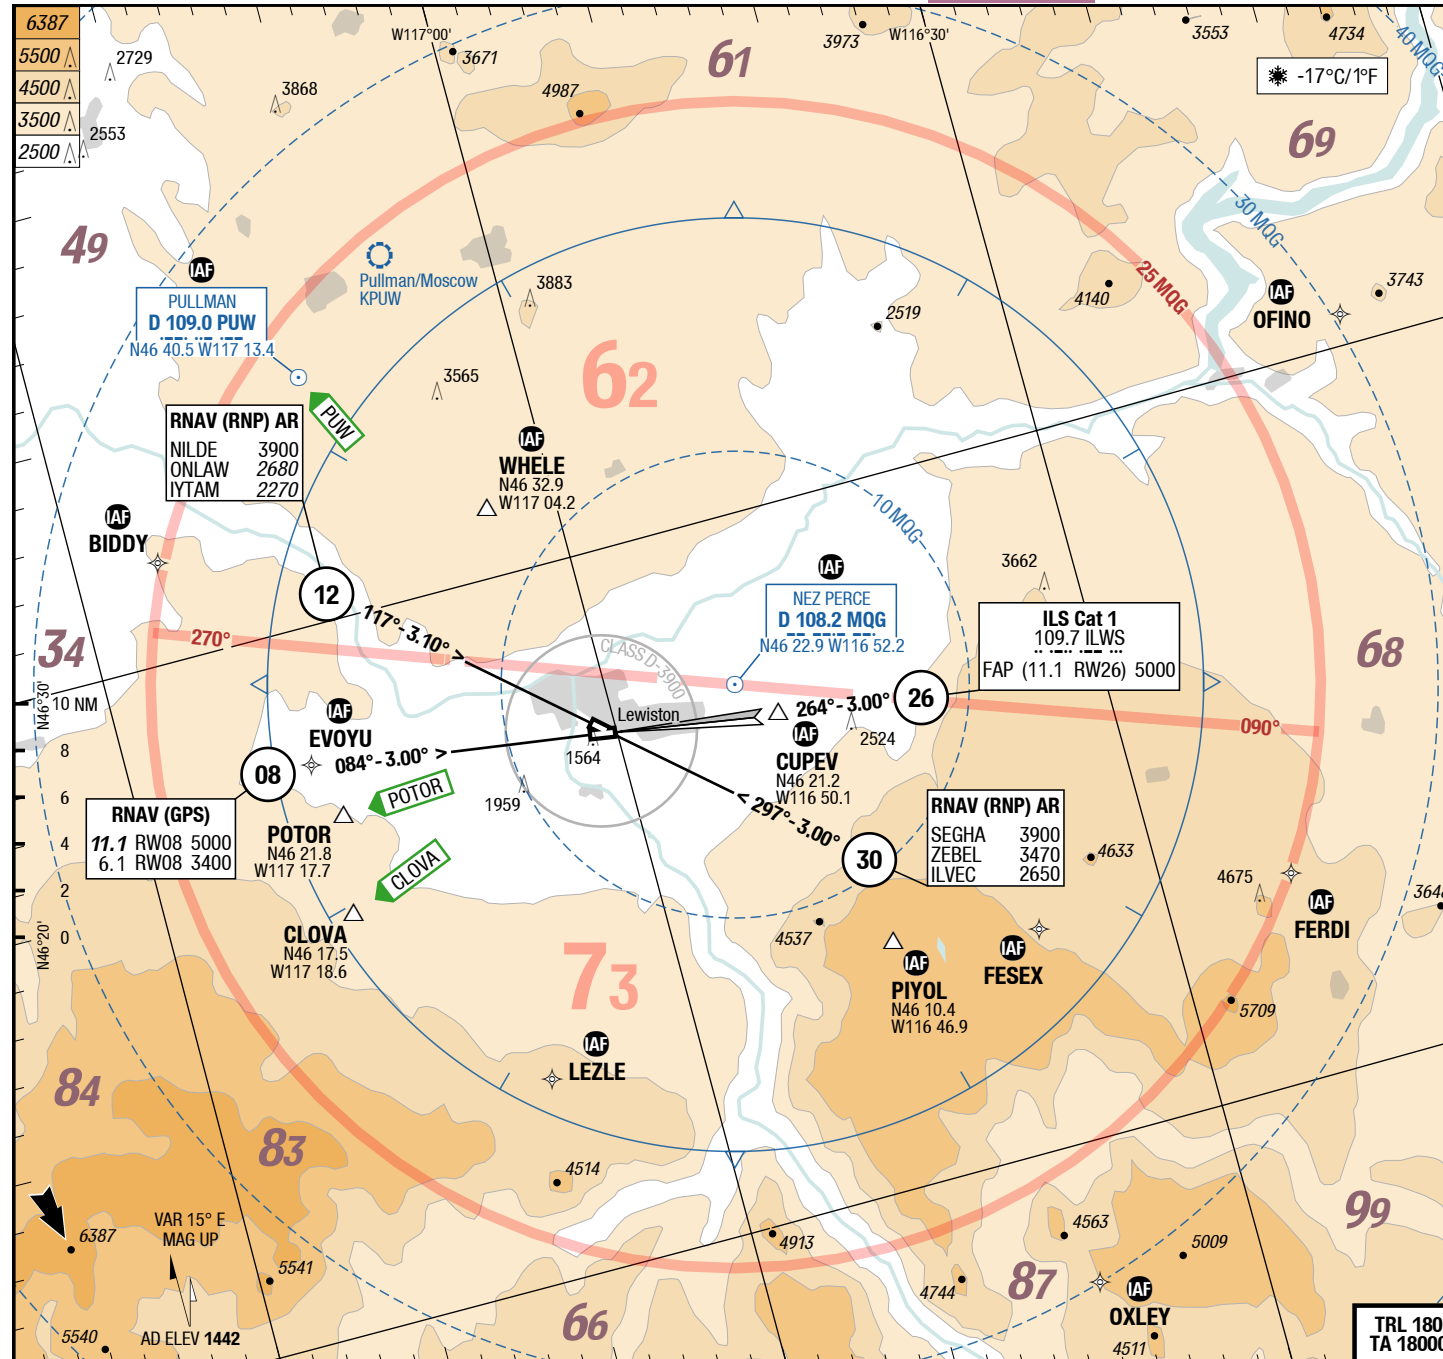 6387
5500
4500
3500
2500
2729
3868
2553
W117°00'
3671
4987
61
3973
W116°30'
3553
4734
40 MQG
-17°C/1°F
69
49
IAF
PULLMAN
D 109.0 PUW
N46 40.5 W117 13.4
Pullman/Moscow
KPUW
3883
30 MQG
25 MQG
4140
2519
IAF
OFINO
3743
62
3565
PUW
RNAV (RNP) AR
NILDE 3900
ONLAW 2680
IYTAM 2270
IAF
WHELE
N46 32.9
W117 04.2
10 MQG
IAF
BIDDY
12
117°-3.10° >
3662
IAF
NEZ PERCE
D 108.2 MQG
N46 22.9 W116 52.2
ILS Cat 1
109.7 ILWS
FAP (11.1 RW26) 5000
34
270°
CLASS D-3900
68
N46°30'
10 NM
8
6
4
2
0
N46°20'
26
264°-3.00°
090°
Lewiston
IAF
EVOYU
084°-3.00° >
08
1564
1959
IAF
CUPEV
N46 21.2
W116 50.1
2524
POTOR
RNAV (GPS)
11.1 RW08 5000
6.1 RW08 3400
POTOR
N46 21.8
W117 17.7
CLOVA
< 297°-3.00°
30
RNAV (RNP) AR
SEGHA 3900
ZEBEL 3470
ILVEC 2650
4633
4675
IAF
FERDI
CLOVA
N46 17.5
W117 18.6
4537
IAF
PIYOL
N46 10.4
W116 46.9
IAF
FESEX
73
5709
IAF
LEZLE
84
83
4514
6387
VAR 15° E
MAG UP
5541
4913
4563
5009
99
87
4744
IAF
OXLEY
4511
66
5540
AD ELEV 1442
TRL 180
TA 18000